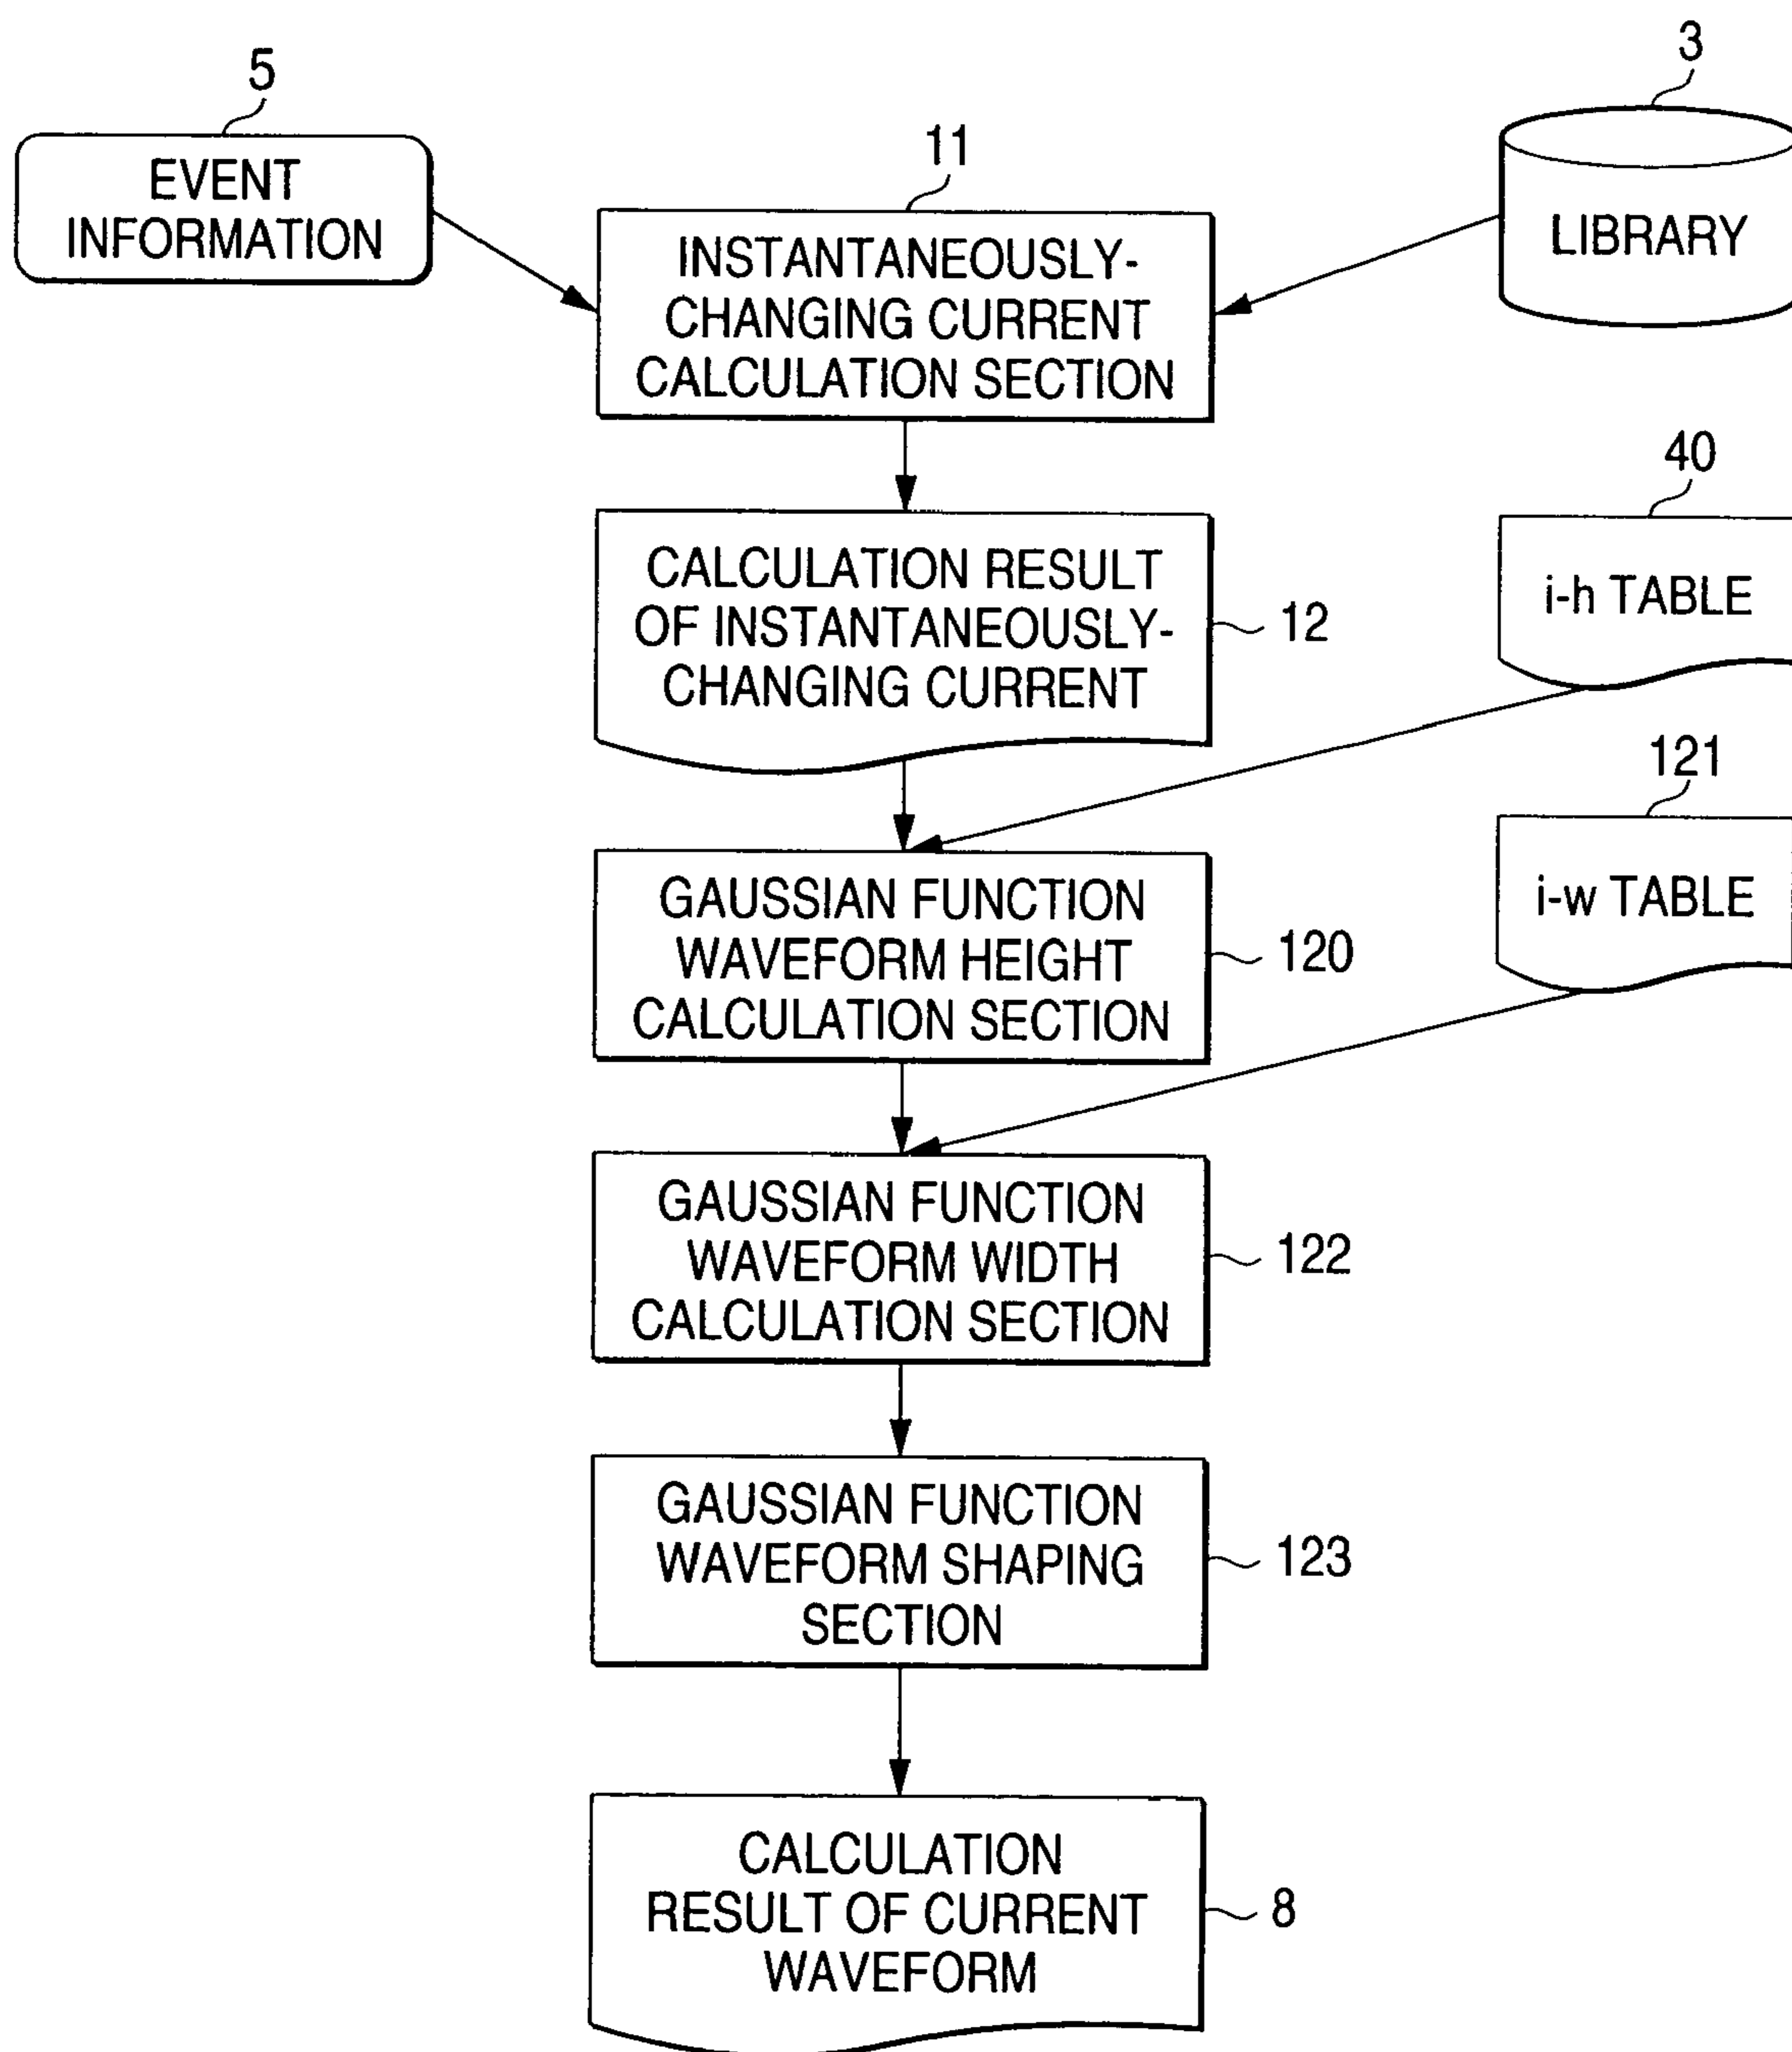 5
EVENT
INFORMATION
11
INSTANTANEOUSLY-
CHANGING CURRENT
CALCULATION SECTION
3
LIBRARY
CALCULATION RESULT
OF INSTANTANEOUSLY-
CHANGING CURRENT
12
40
i-h TABLE
GAUSSIAN FUNCTION
WAVEFORM HEIGHT
CALCULATION SECTION
120
121
i-w TABLE
GAUSSIAN FUNCTION
WAVEFORM WIDTH
CALCULATION SECTION
122
GAUSSIAN FUNCTION
WAVEFORM SHAPING
SECTION
123
CALCULATION
RESULT OF CURRENT
WAVEFORM
8